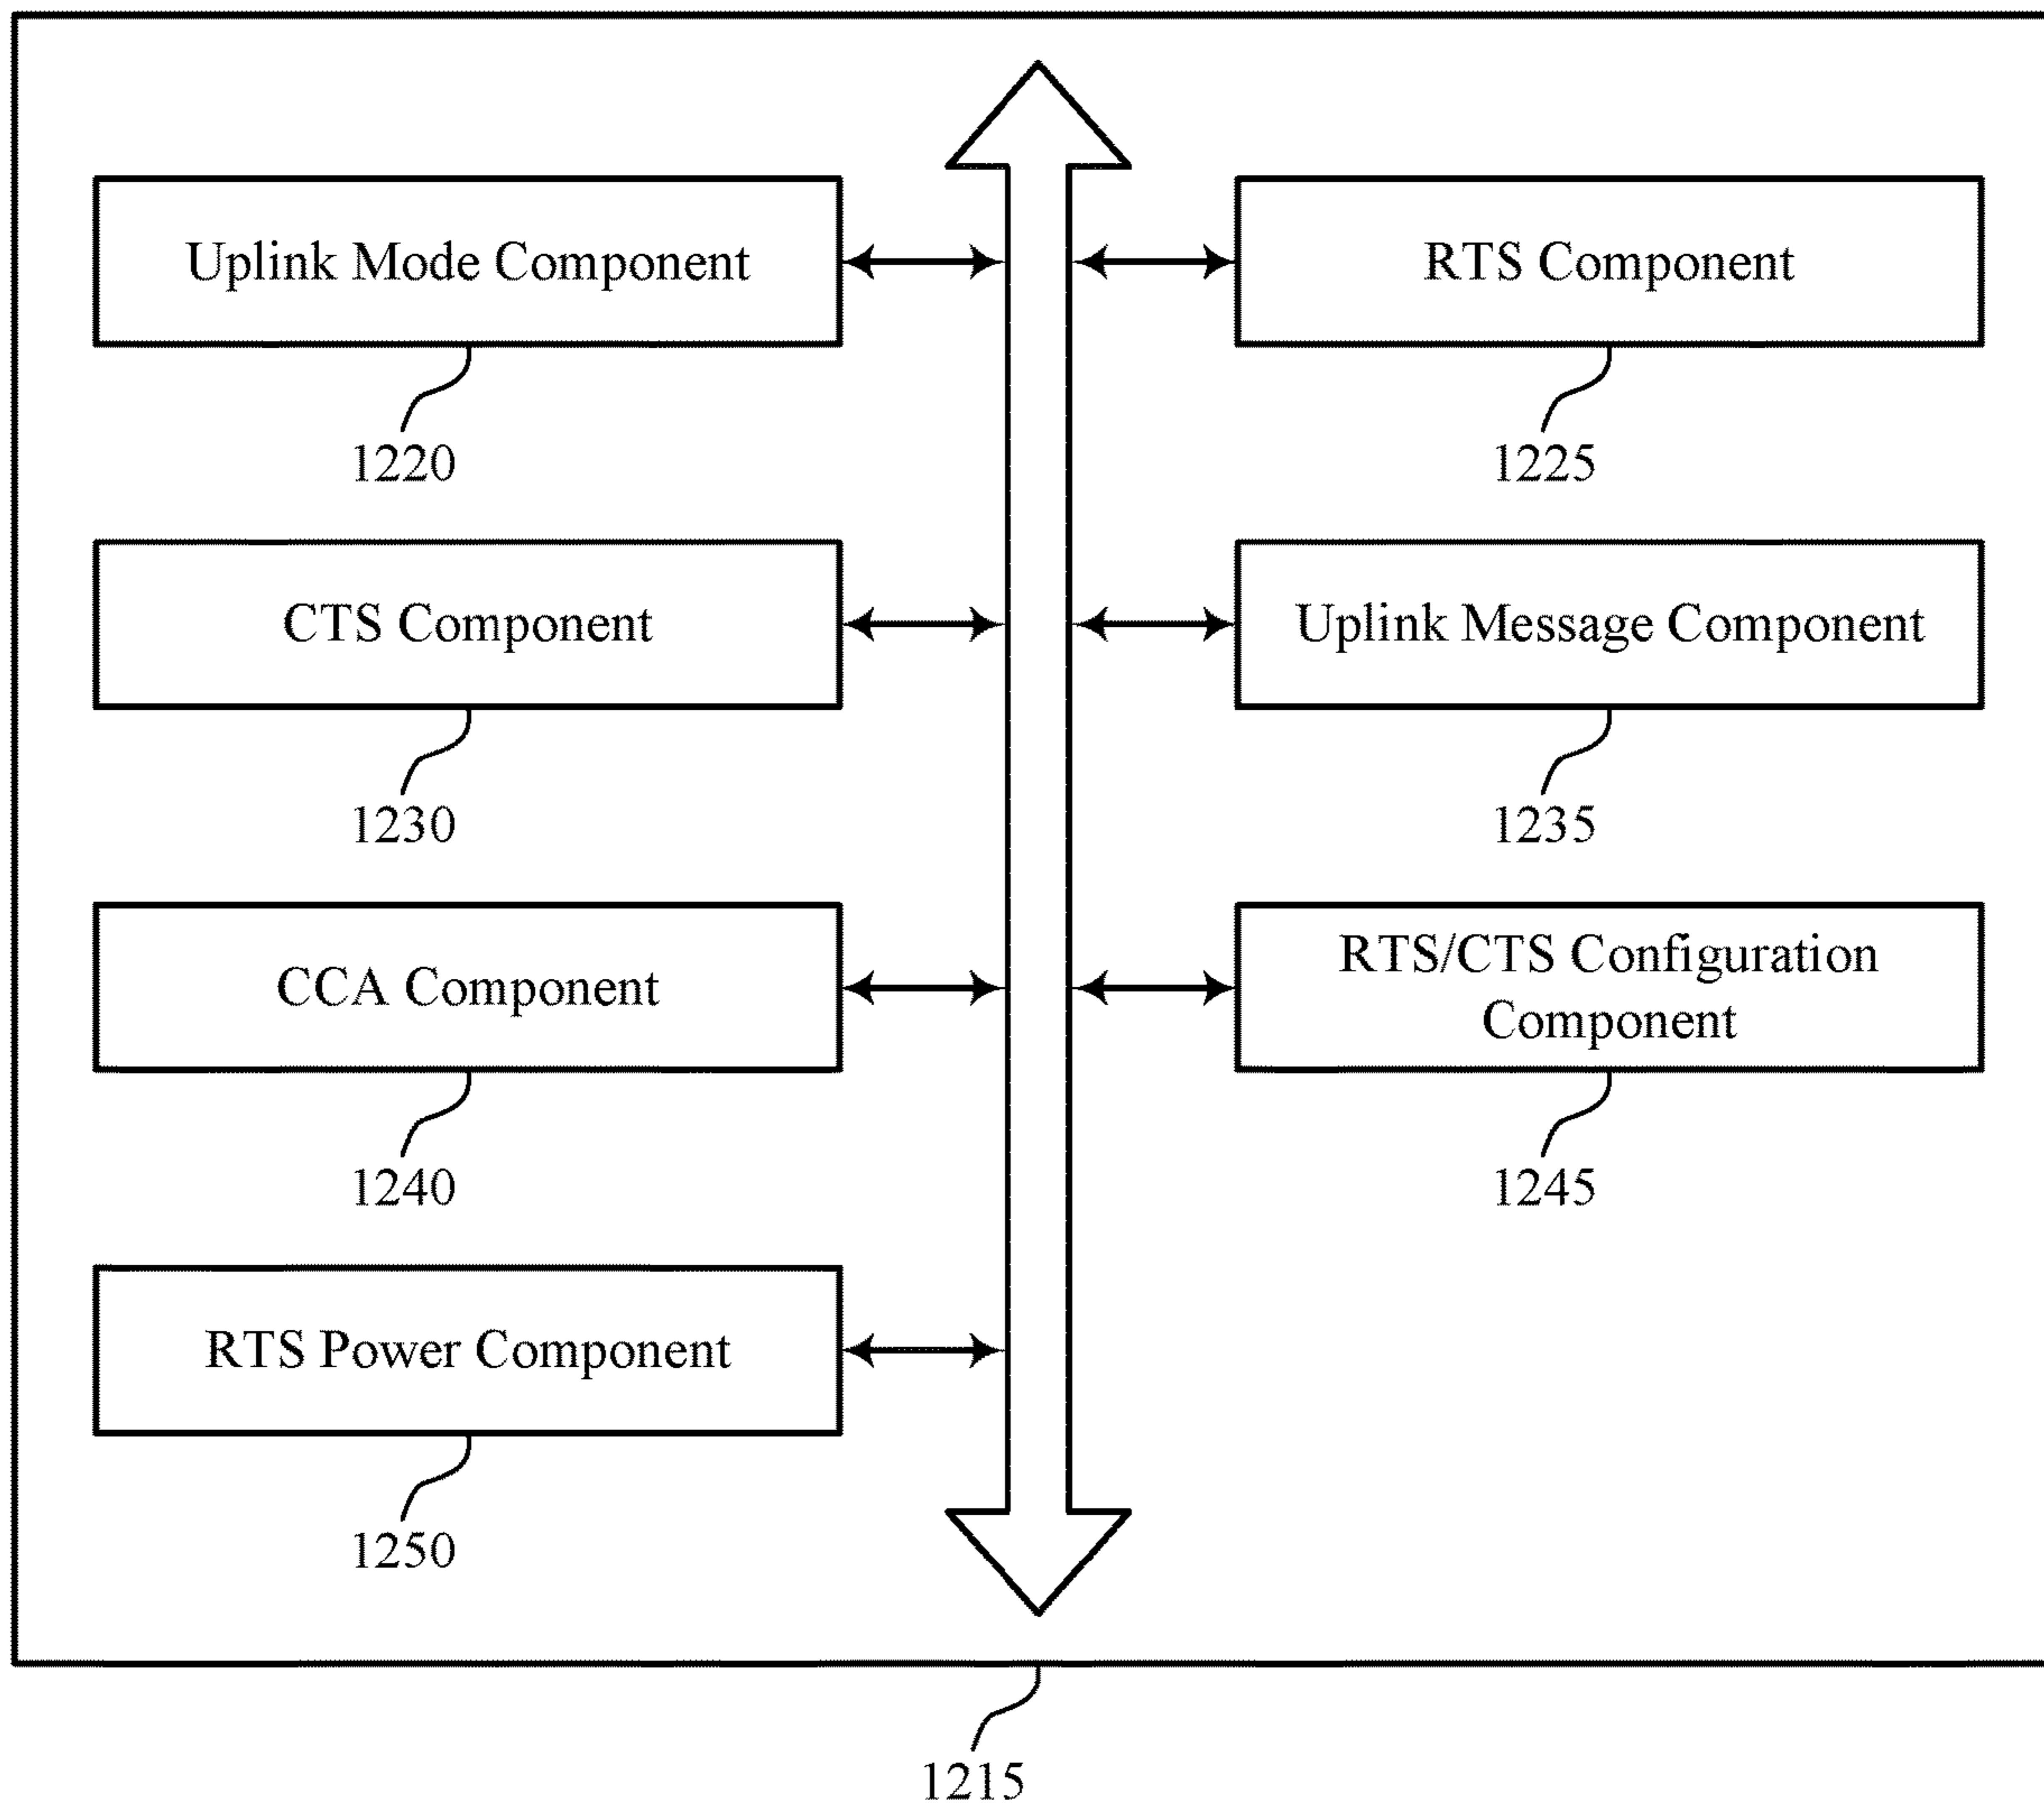 Uplink Mode Component
RTS Component
1220
1225
CTS Component
Uplink Message Component
1230
1235
CCA Component
RTS/CTS Configuration
Component
1240
1245
RTS Power Component
1250
1215